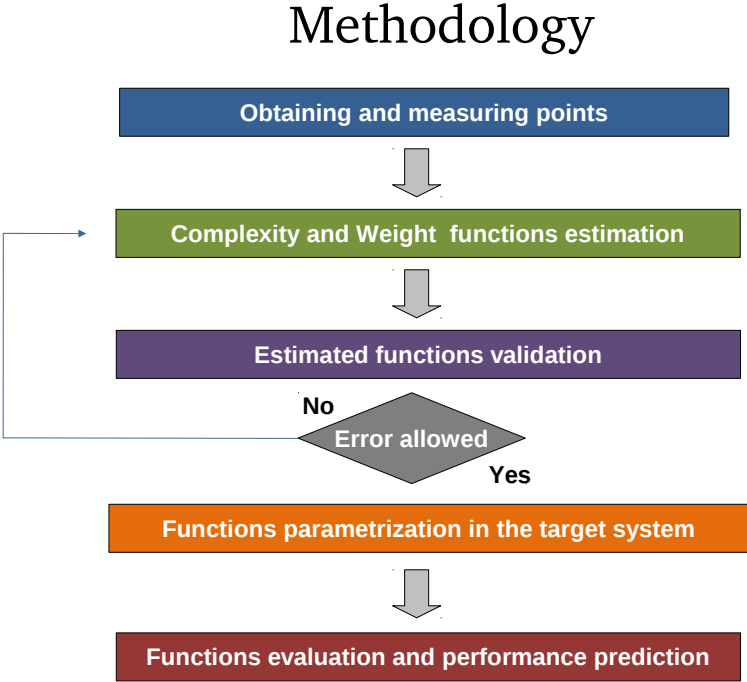 Methodology
Obtaining and measuring points
Complexity and Weight functions estimation
Estimated functions validation
No
Error allowed
Yes
Functions parametrization in the target system
Functions evaluation and performance prediction